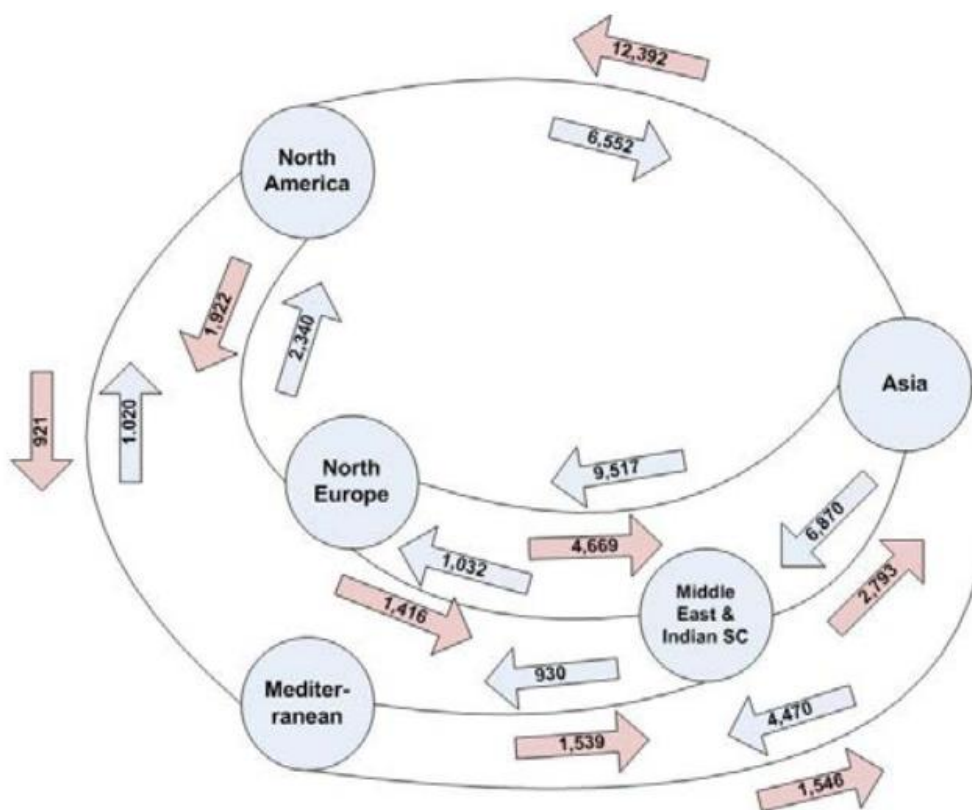 12,392
6,552
North
America
1,922
2,340
921
1.020
Asia
North
Europe
9,517
6,870
4,669
1,032
2,793
1,416
Middle
East &
Indian SC
930
Mediter-
ranean
4,470
1,539
1,546